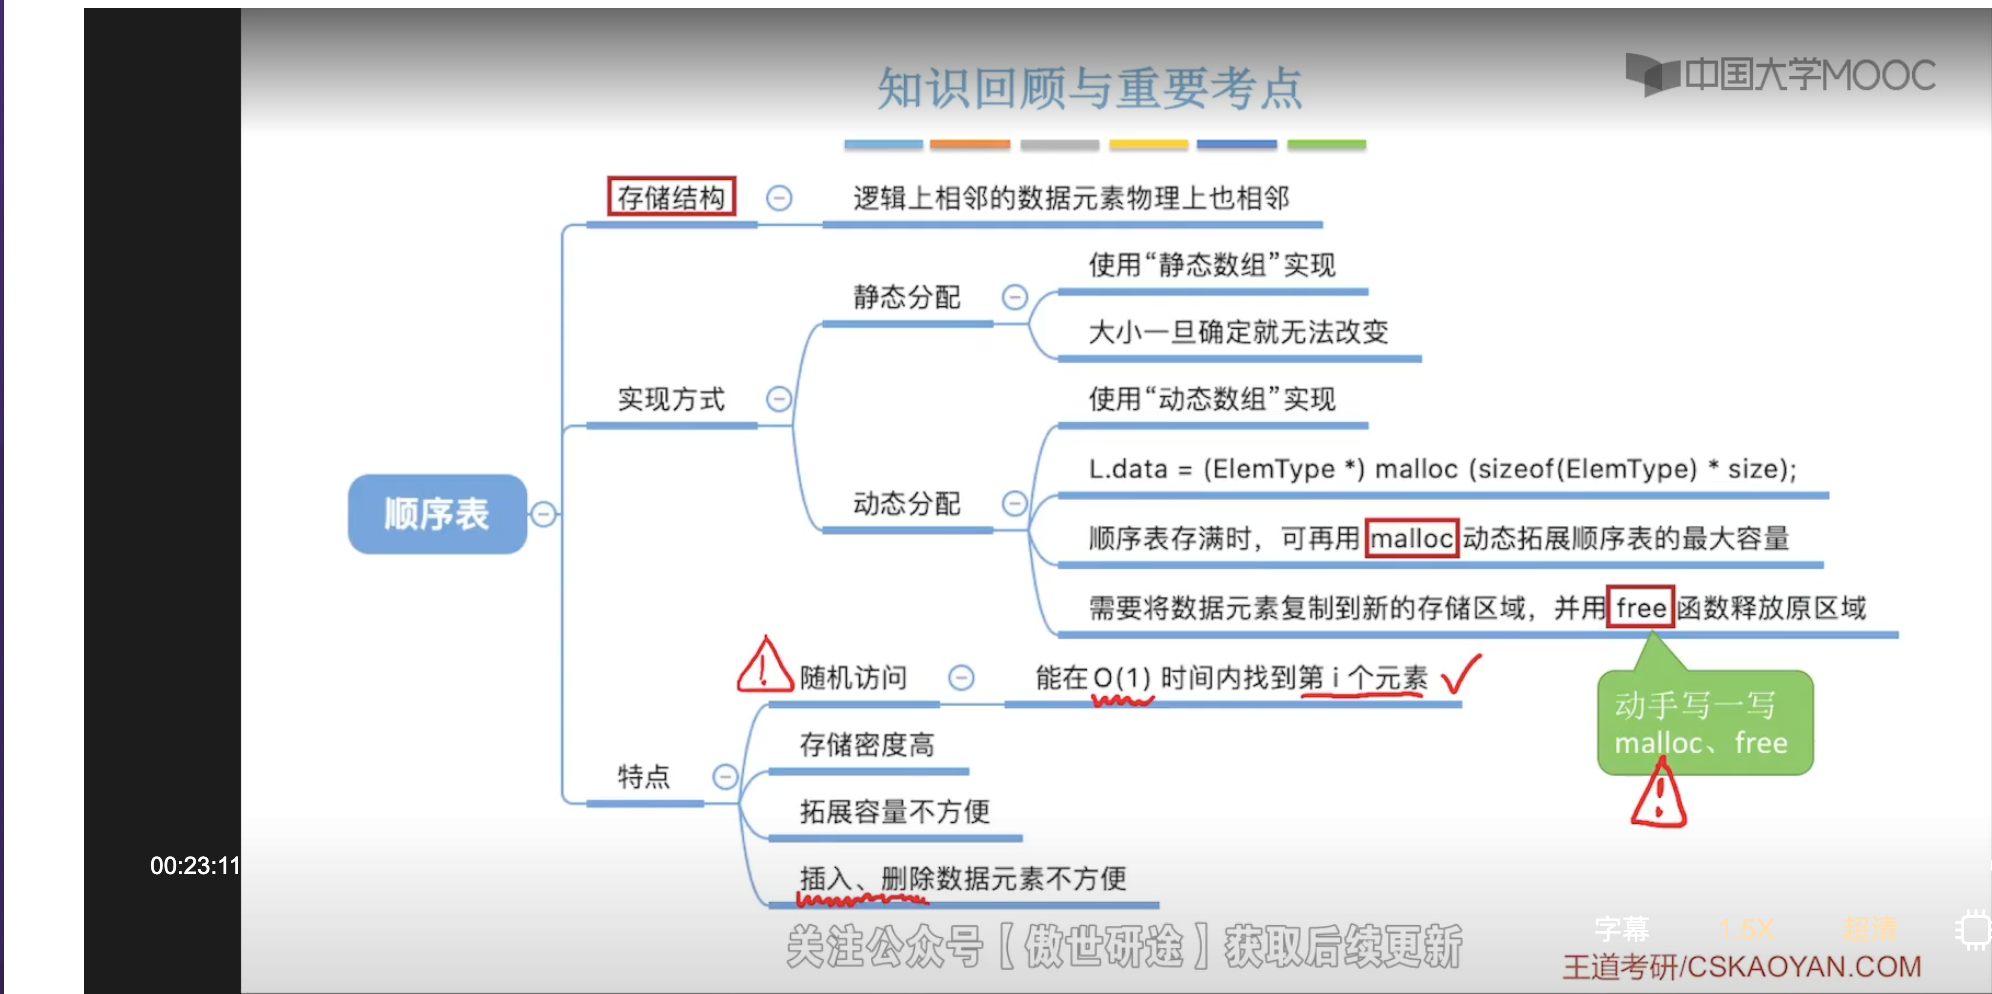 知识回顾与重要考点
中国大学MOOC
存储结构
逻辑上相邻的数据元素物理上也相邻
使用“静态数组”实现
静态分配
大小一旦确定就无法改变
实现方式
使用“动态数组”实现
L.data = (ElemType *) malloc (sizeof(ElemType) * size);
动态分配
顺序表
顺序表存满时，可再用 malloc 动态拓展顺序表的最大容量
需要将数据元素复制到新的存储区域，并用 free 函数释放原区域
随机访问
能在 O(1) 时间内找到第 i 个元素
动手写一写
malloc、free
存储密度高
特点
拓展容量不方便
00:23:11
插入、删除数据元素不方便
关注公众号【傲世研途】获取后续更新
字幕 1.5X 超清
王道考研/CSKAOYAN.COM